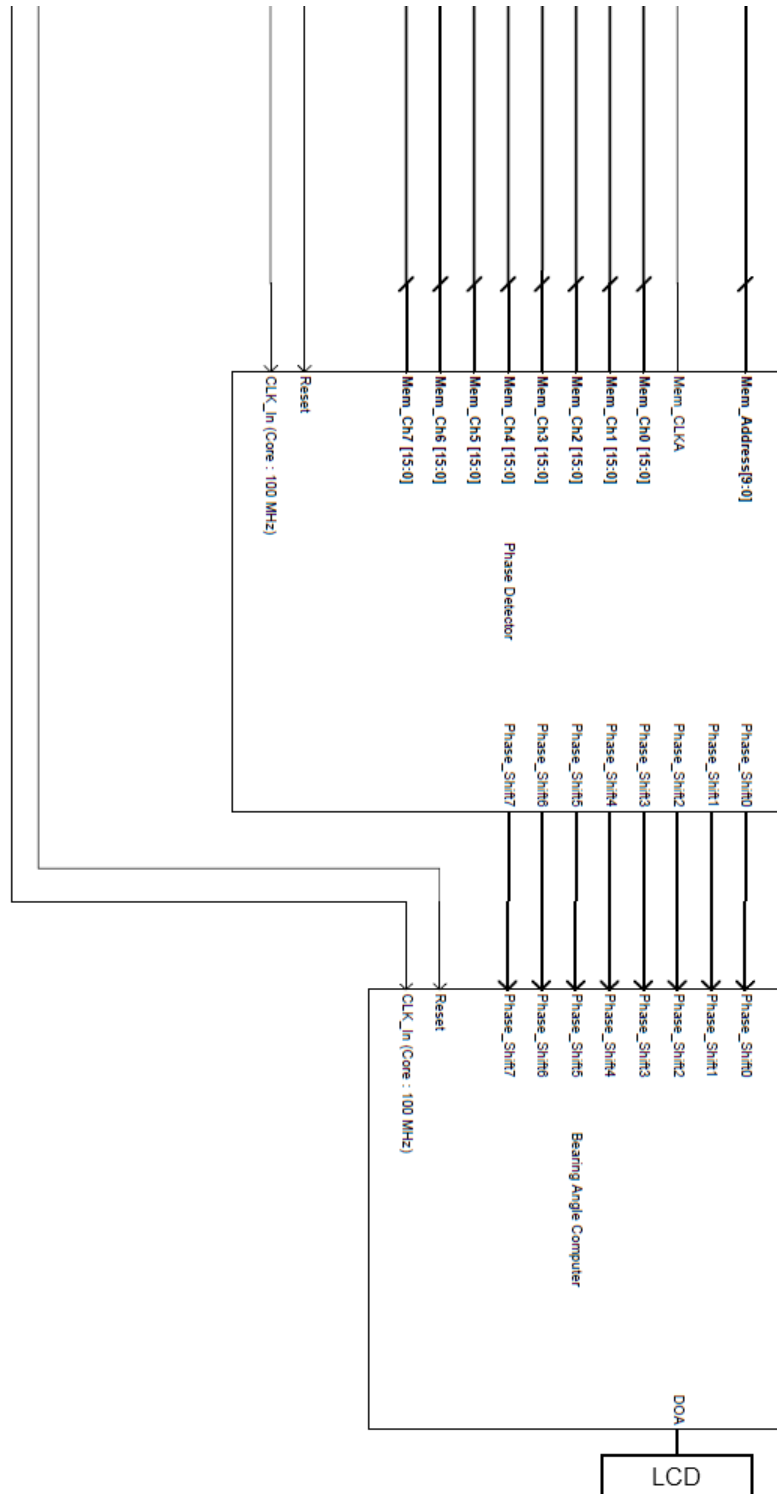 Mem_Address[9:0]
Mem_CLKA
Mem_Ch0 [15:0]
Mem_Ch1 [15:0]
Mem_Ch2 [15:0]
Mem_Ch3 [15:0]
Mem_Ch4 [15:0]
Mem_Ch5 [15:0]
Mem_Ch6 [15:0]
Mem_Ch7 [15:0]
Reset
CLK_In (Core : 100 MHz)
Phase Detector
Phase_Shift0
Phase_Shift1
Phase_Shift2
Phase_Shift3
Phase_Shift4
Phase_Shift5
Phase_Shift6
Phase_Shift7
Phase_Shift0
Phase_Shift1
Phase_Shift2
Phase_Shift3
Phase_Shift4
Phase_Shift5
Phase_Shift6
Phase_Shift7
Reset
CLK_In (Core : 100 MHz)
Bearing Angle Computer
DOA
LCD